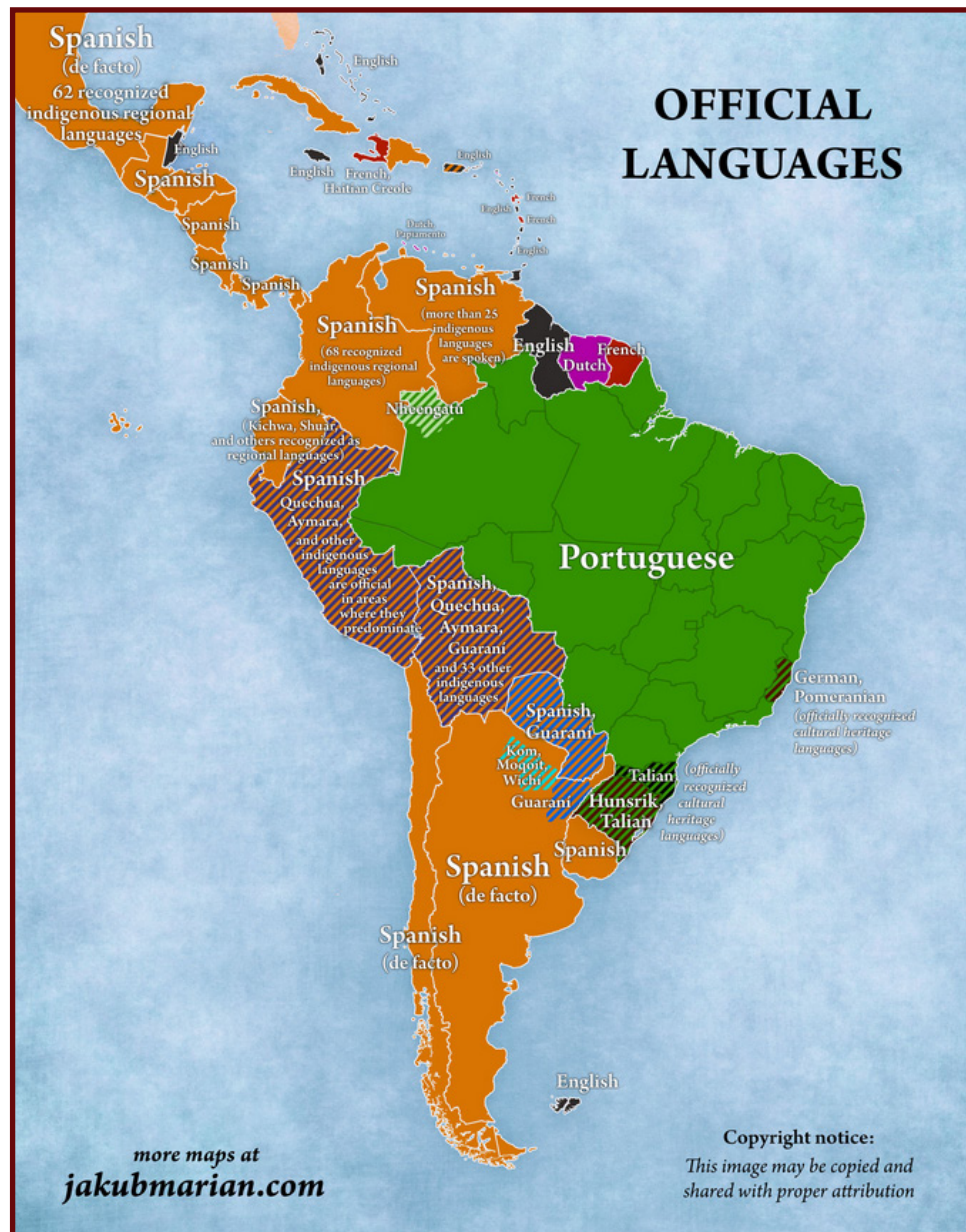 OFFICIAL
LANGUAGES
Spanish
(de facto)
62 recognized
indigenous regional
languages
English
English
Spanish
English
French,
Haitian Creole
English
French
English
French
English
Dutch,
Papiamento
Spanish
Spanish
Spanish
Spanish
(more than 25
indigenous
languages
are spoken)
Spanish
(68 recognized
indigenous regional
languages)
English
Dutch
French
Nheengatu
Spanish,
(Kichwa, Shuar
and others recognized as
regional languages)
Spanish
Quechua,
Aymara,
and other
indigenous
languages
are official
in areas
where they
predominate
Portuguese
Spanish,
Quechua,
Aymara,
Guarani
and 33 other
indigenous
languages
German,
Pomeranian
(officially recognized
cultural heritage
languages)
Spanish,
Guarani
Kom,
Moqoit,
Wichi
Guarani
Talian
Hunsrik,
Talian
(officially
recognized
cultural
heritage
languages)
Spanish
Spanish
(de facto)
Spanish
(de facto)
English
more maps at
jakubmarian.com
Copyright notice:
This image may be copied and
shared with proper attribution